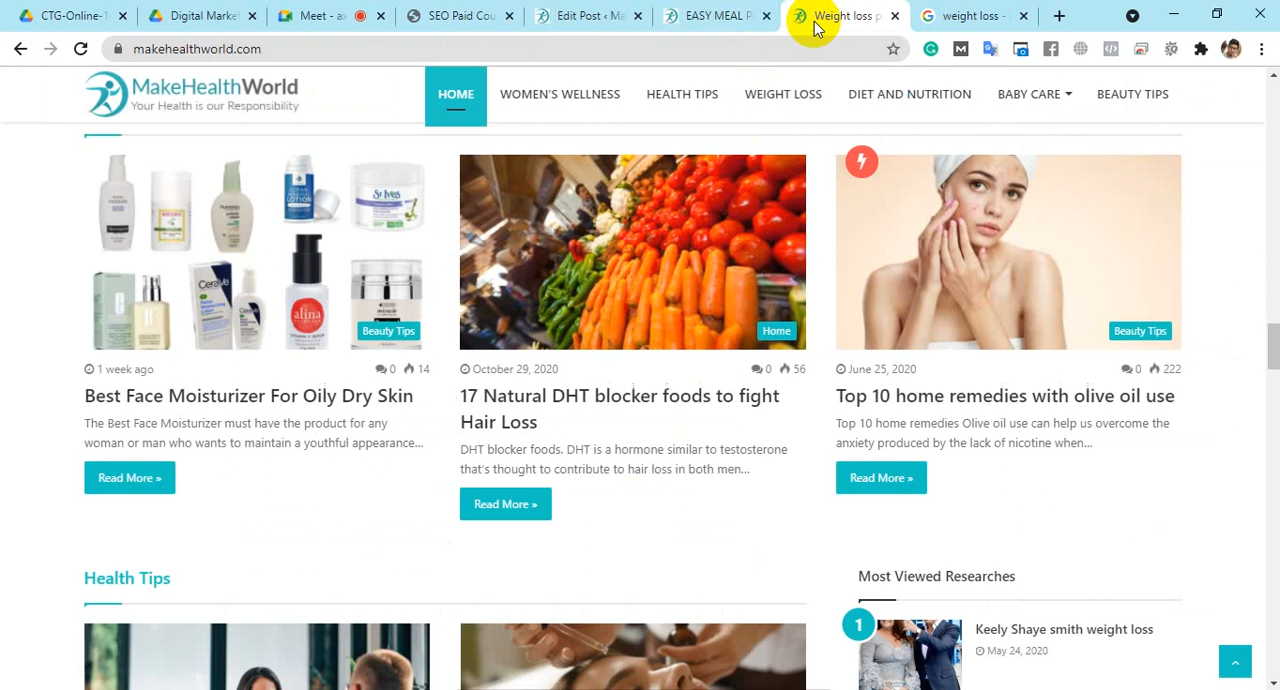 CTG-Online-1
Digital Market
Meet - ax
SEO Paid Cou
Edit Post ‹ Ma
EASY MEAL P
Weight loss p
weight loss -
makehealthworld.com
MakeHealthWorld
Your Health is our Responsibility
HOME
WOMEN'S WELLNESS
HEALTH TIPS
WEIGHT LOSS
DIET AND NUTRITION
BABY CARE
BEAUTY TIPS
St. Ives
CeraVe
alina
Beauty Tips
Home
Beauty Tips
1 week ago
0
14
October 29, 2020
0
56
June 25, 2020
0
222
Best Face Moisturizer For Oily Dry Skin
17 Natural DHT blocker foods to fight
Hair Loss
Top 10 home remedies with olive oil use
The Best Face Moisturizer must have the product for any
woman or man who wants to maintain a youthful appearance...
DHT blocker foods. DHT is a hormone similar to testosterone
that's thought to contribute to hair loss in both men...
Top 10 home remedies Olive oil use can help us overcome the
anxiety produced by the lack of nicotine when...
Read More »
Read More »
Read More »
Health Tips
Most Viewed Researches
1
Keely Shaye smith weight loss
May 24, 2020